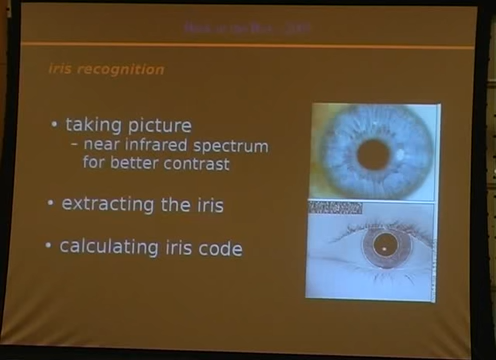 iris recognition
• taking picture
– near infrared spectrum
for better contrast
• extracting the iris
• calculating iris code